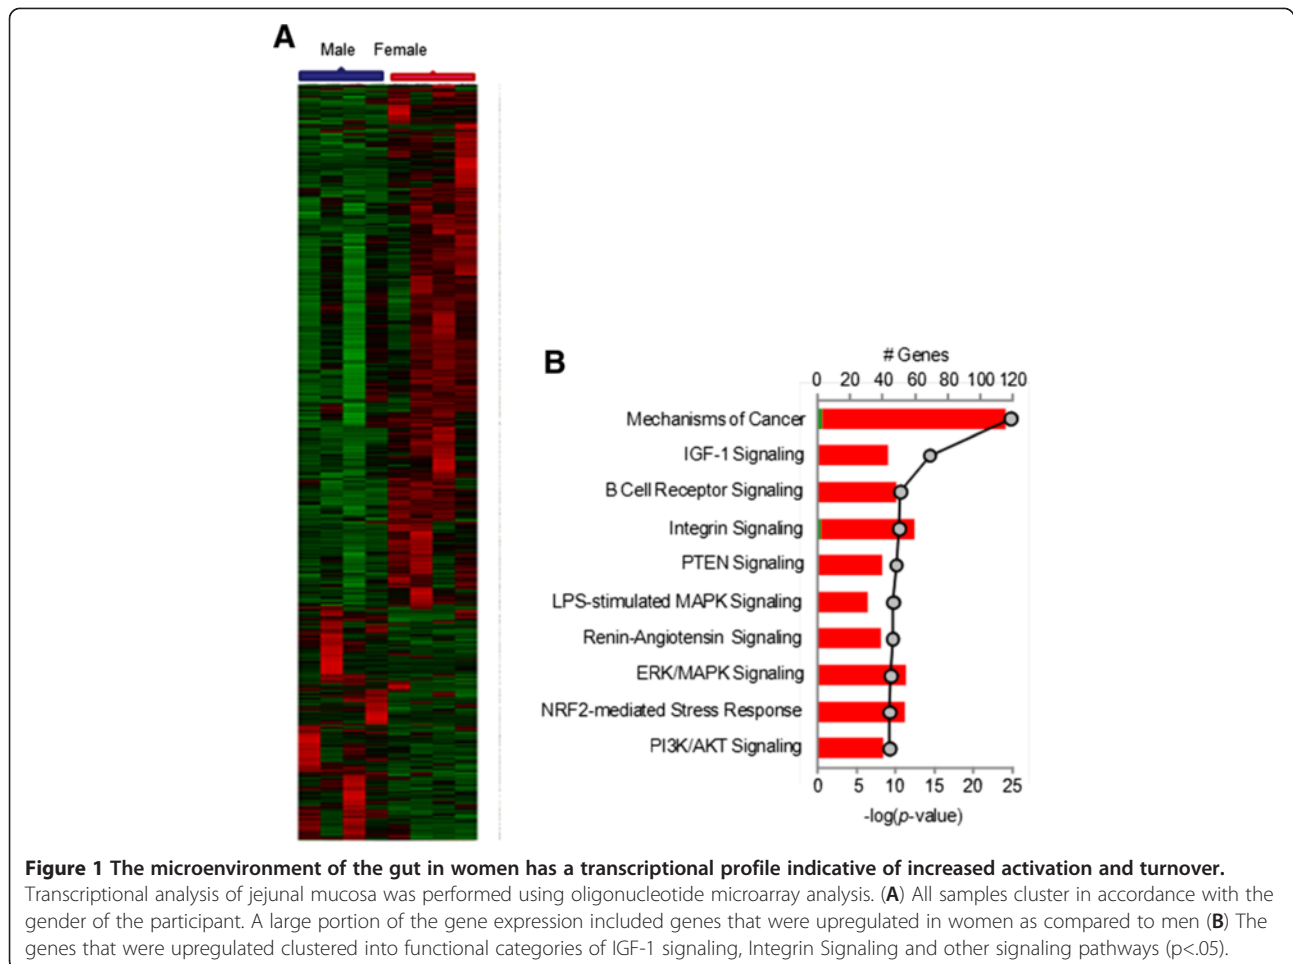 A
Male Female
B
# Genes
0 20 40 60 80 100 120
Mechanisms of Cancer
IGF-1 Signaling
B Cell Receptor Signaling
Integrin Signaling
PTEN Signaling
LPS-stimulated MAPK Signaling
Renin-Angiotensin Signaling
ERK/MAPK Signaling
NRF2-mediated Stress Response
PI3K/AKT Signaling
0 5 10 15 20 25
-log(p-value)
Figure 1 The microenvironment of the gut in women has a transcriptional profile indicative of increased activation and turnover.
Transcriptional analysis of jejunal mucosa was performed using oligonucleotide microarray analysis. (A) All samples cluster in accordance with the
gender of the participant. A large portion of the gene expression included genes that were upregulated in women as compared to men (B) The
genes that were upregulated clustered into functional categories of IGF-1 signaling, Integrin Signaling and other signaling pathways (p<.05).